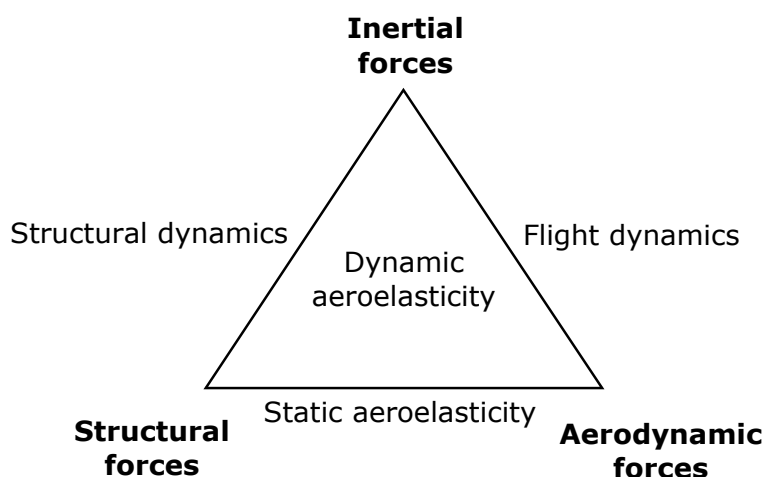 Inertial
forces
Structural dynamics
Flight dynamics
Dynamic
aeroelasticity
Static aeroelasticity
Structural
forces
Aerodynamic
forces